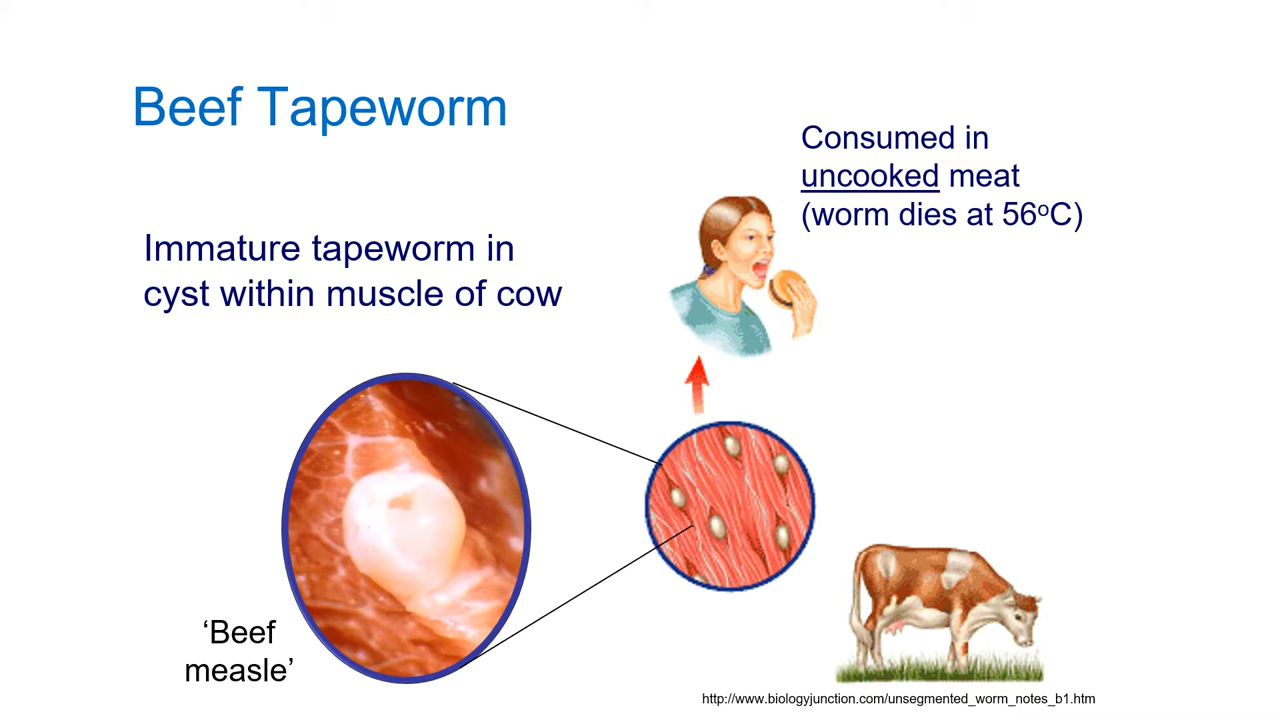 Beef Tapeworm
Consumed in
uncooked meat
(worm dies at 56ºC)
Immature tapeworm in
cyst within muscle of cow
‘Beef
measle’
http://www.biologyjunction.com/unsegmented_worm_notes_b1.htm